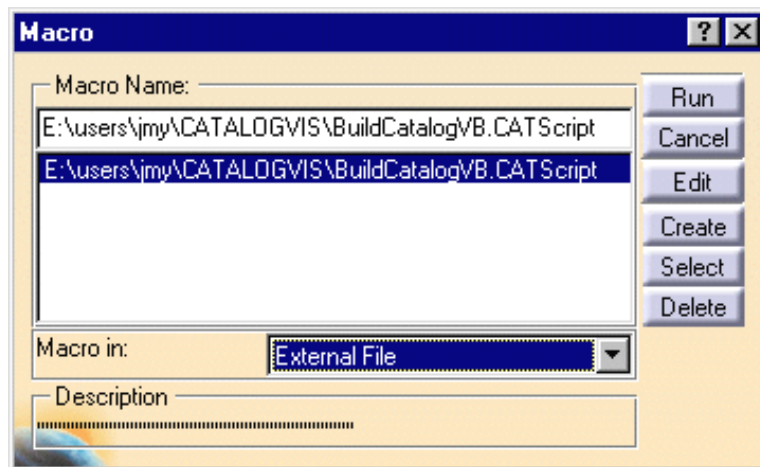 Macro
Macro Name:
E:\users\jmy\CATALOGVIS\BuildCatalogVB.CATScript
E:\users\jmy\CATALOGVIS\BuildCatalogVB.CATScript
Run
Cancel
Edit
Create
Select
Delete
Macro in:
External File
Description